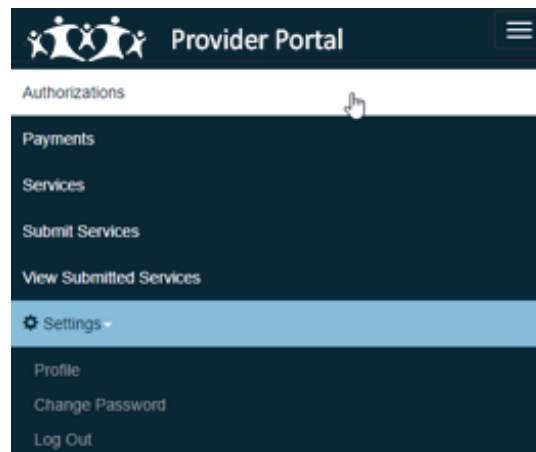 Provider Portal
Authorizations
Payments
Services
Submit Services
View Submitted Services
Settings
Profile
Change Password
Log Out